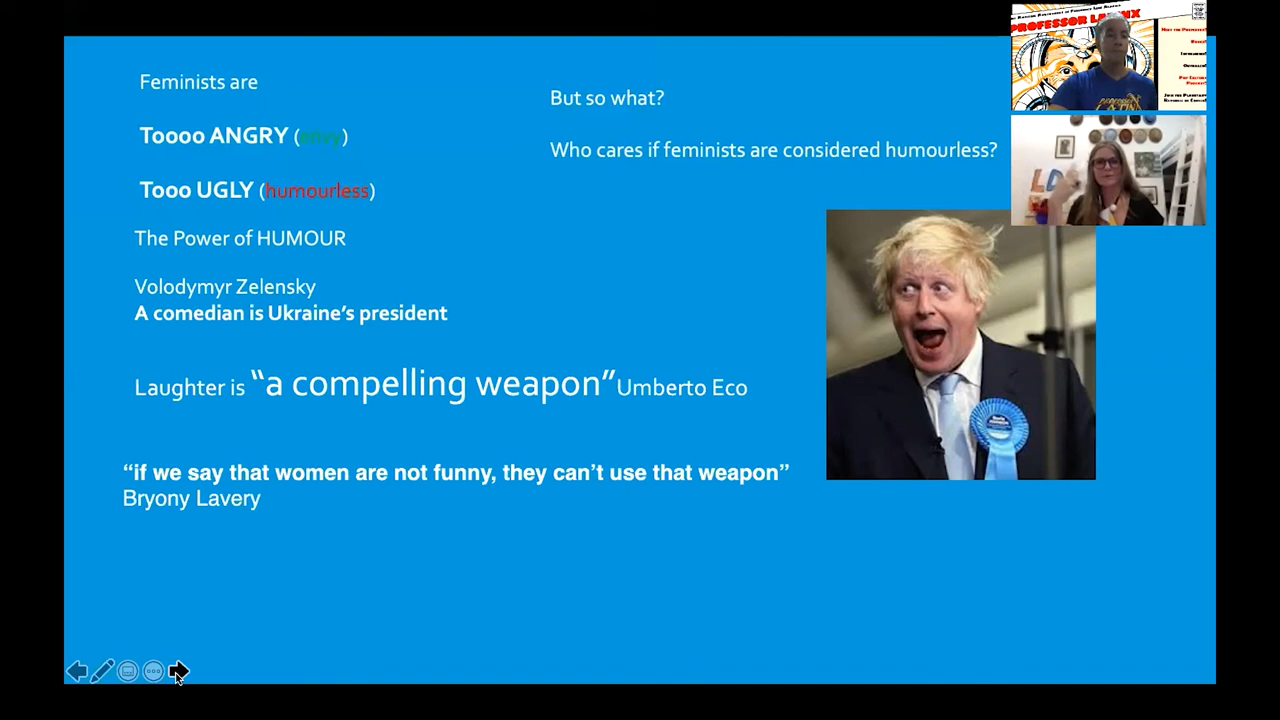 Feminists are
Toooo ANGRY (envy)
Tooo UGLY (humourless)
The Power of HUMOUR
Volodymyr Zelensky
A comedian is Ukraine's president
Laughter is “a compelling weapon” Umberto Eco
“if we say that women are not funny, they can't use that weapon”
Bryony Lavery
But so what?
Who cares if feminists are considered humourless?
PROFESSOR